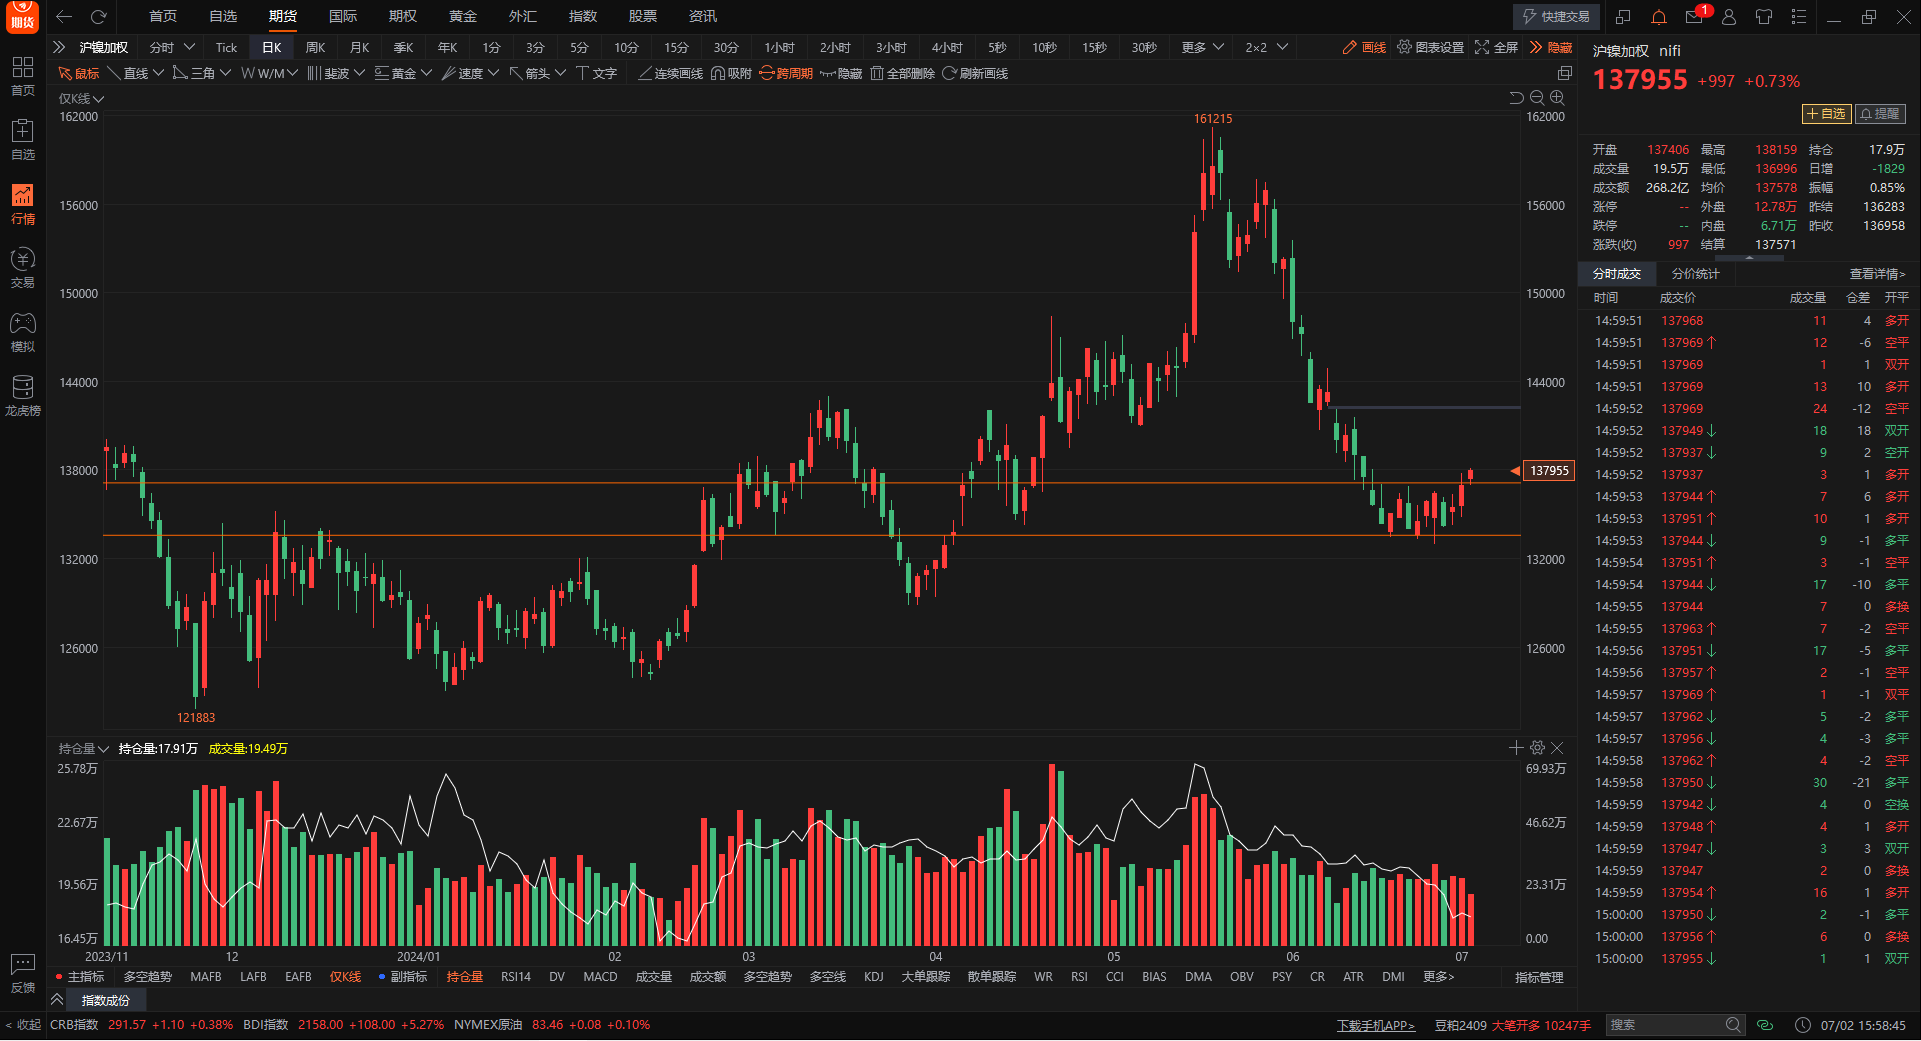 期货 首页 自选 期货 国际 期权 黄金 外汇 指数 股票 资讯 快捷交易 1
沪镍加权 分时 Tick 日K 周K 月K 季K 年K 1分 3分 5分 10分 15分 30分 1小时 2小时 3小时 4小时 5秒 10秒 15秒 30秒 更多 2×2 画线 图表设置 全屏 隐藏
鼠标 直线 三角 W/M 斐波 黄金 速度 箭头 文字 连续画线 吸附 跨周期 隐藏 全部删除 刷新画线
首页
自选
行情
交易
模拟
龙虎榜
反馈
< 收起
仅K线
162000 162000
156000 156000
150000 150000
144000 144000
138000 138000
132000 132000
126000 126000
161215
137955
121883
持仓量 持仓量:17.91万 成交量:19.49万
25.78万 69.93万
22.67万 46.62万
19.56万 23.31万
16.45万 0.00
2023/11 12 2024/01 02 03 04 05 06 07
主指标 多空趋势 MAFB LAFB EAFB 仅K线 副指标 持仓量 RSI14 DV MACD 成交量 成交额 多空趋势 多空线 KDJ 大单跟踪 散单跟踪 WR RSI CCI BIAS DMA OBV PSY CR ATR DMI 更多> 指标管理
指数成份
沪镍加权 nifi
137955 +997 +0.73%
+自选 提醒
开盘 137406 最高 138159 持仓 17.9万
成交量 19.5万 最低 136996 日增 -1829
成交额 268.2亿 均价 137578 振幅 0.85%
涨停 -- 外盘 12.78万 昨结 136283
跌停 -- 内盘 6.71万 昨收 136958
涨跌(收) 997 结算 137571
分时成交 分价统计 查看详情>
时间 成交价 成交量 仓差 开平
14:59:51 137968 11 4 多开
14:59:51 137969↑ 12 -6 空平
14:59:51 137969 1 1 双开
14:59:51 137969 13 10 多开
14:59:52 137969 24 -12 空平
14:59:52 137949↓ 18 18 双开
14:59:52 137937↓ 9 2 空开
14:59:52 137937 3 1 多开
14:59:53 137944↑ 7 6 多开
14:59:53 137951↑ 10 1 多开
14:59:53 137944↓ 9 -1 多平
14:59:54 137951↑ 3 -1 空平
14:59:54 137944↓ 17 -10 多平
14:59:55 137944 7 0 多换
14:59:55 137963↑ 7 -2 空平
14:59:56 137951↓ 17 -5 多平
14:59:56 137957↑ 2 -1 空平
14:59:57 137969↑ 1 -1 双平
14:59:57 137962↓ 5 -2 多平
14:59:57 137956↓ 4 -3 多平
14:59:58 137962↑ 4 -2 空平
14:59:58 137950↓ 30 -21 多平
14:59:59 137942↓ 4 0 空换
14:59:59 137948↑ 4 1 多开
14:59:59 137947↓ 3 3 双开
14:59:59 137947 2 0 多换
14:59:59 137954↑ 16 1 多开
15:00:00 137950↓ 2 -1 多平
15:00:00 137956↑ 6 0 多换
15:00:00 137955↓ 1 1 双开
CRB指数 291.57 +1.10 +0.38% BDI指数 2158.00 +108.00 +5.27% NYMEX原油 83.46 +0.08 +0.10% 下载手机APP> 豆粕2409 大笔开多 10247手 搜索 07/02 15:58:45